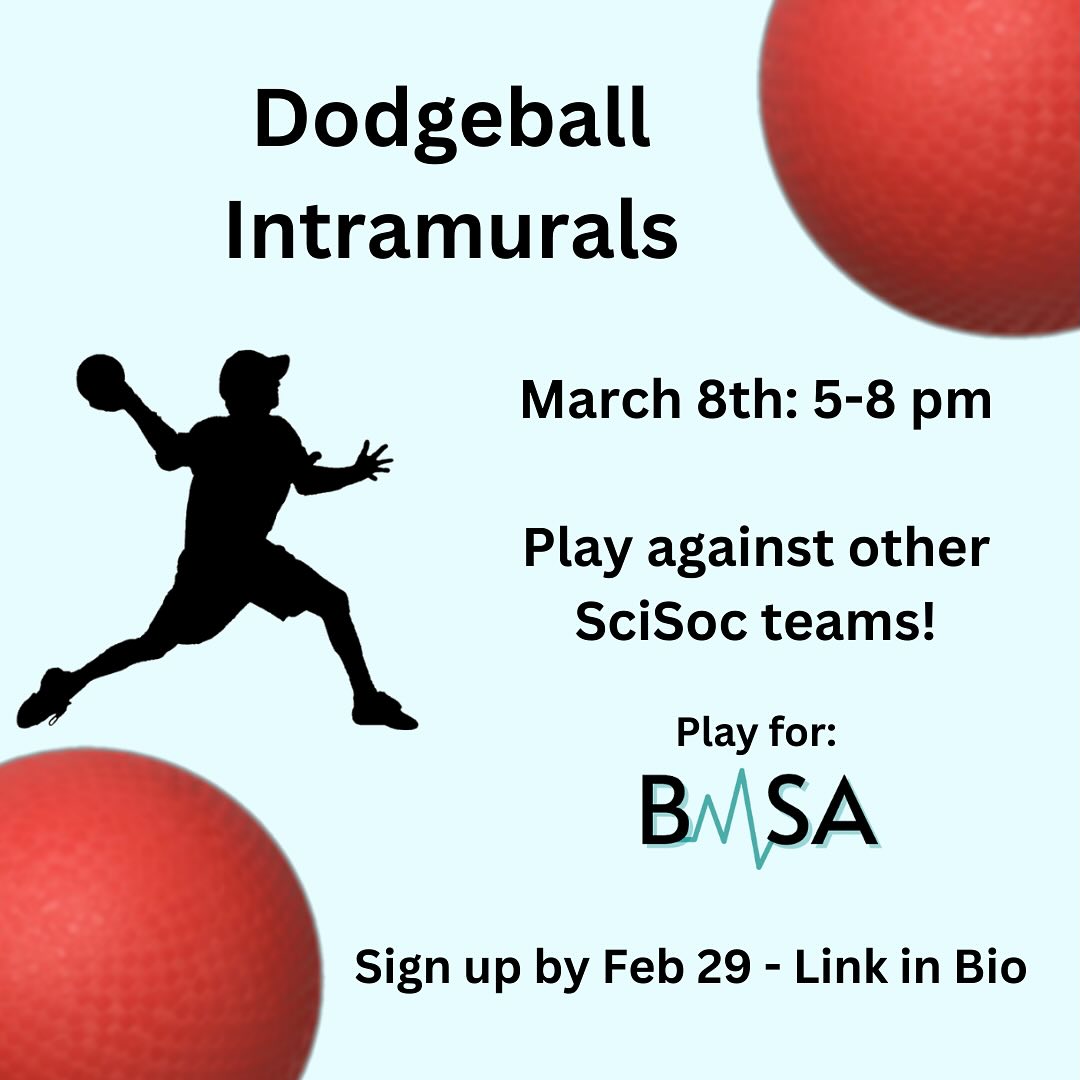 Dodgeball
Intramurals
March 8th: 5-8 pm
Play against other
SciSoc teams!
Play for:
BMSA
Sign up by Feb 29 - Link in Bio